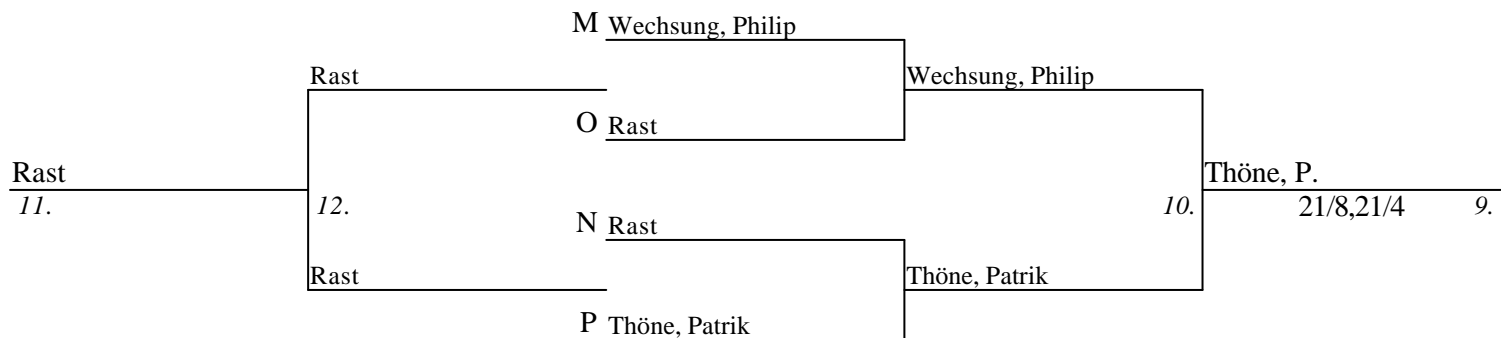 M Wechsung, Philip
Rast
Wechsung, Philip
O Rast
Rast
Thöne, P.
11.
12.
10.
21/8,21/4
9.
N Rast
Rast
Thöne, Patrik
P Thöne, Patrik